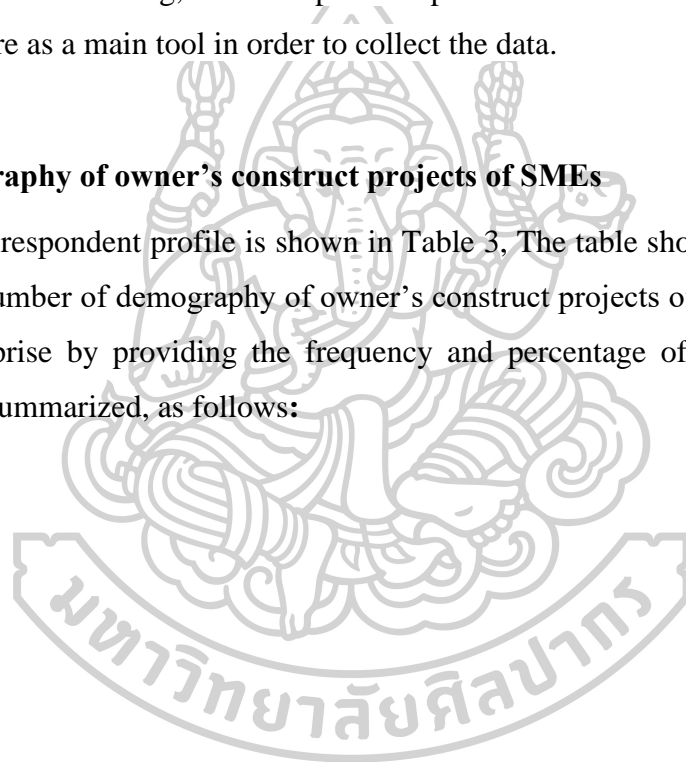 re as a main tool in order to collect the data.
raphy of owner’s construct projects of SMEs
respondent profile is shown in Table 3, The table sho
umber of demography of owner’s construct projects o
prise by providing the frequency and percentage of
ummarized, as follows:
มหาวิทยาลัยศิลปากร